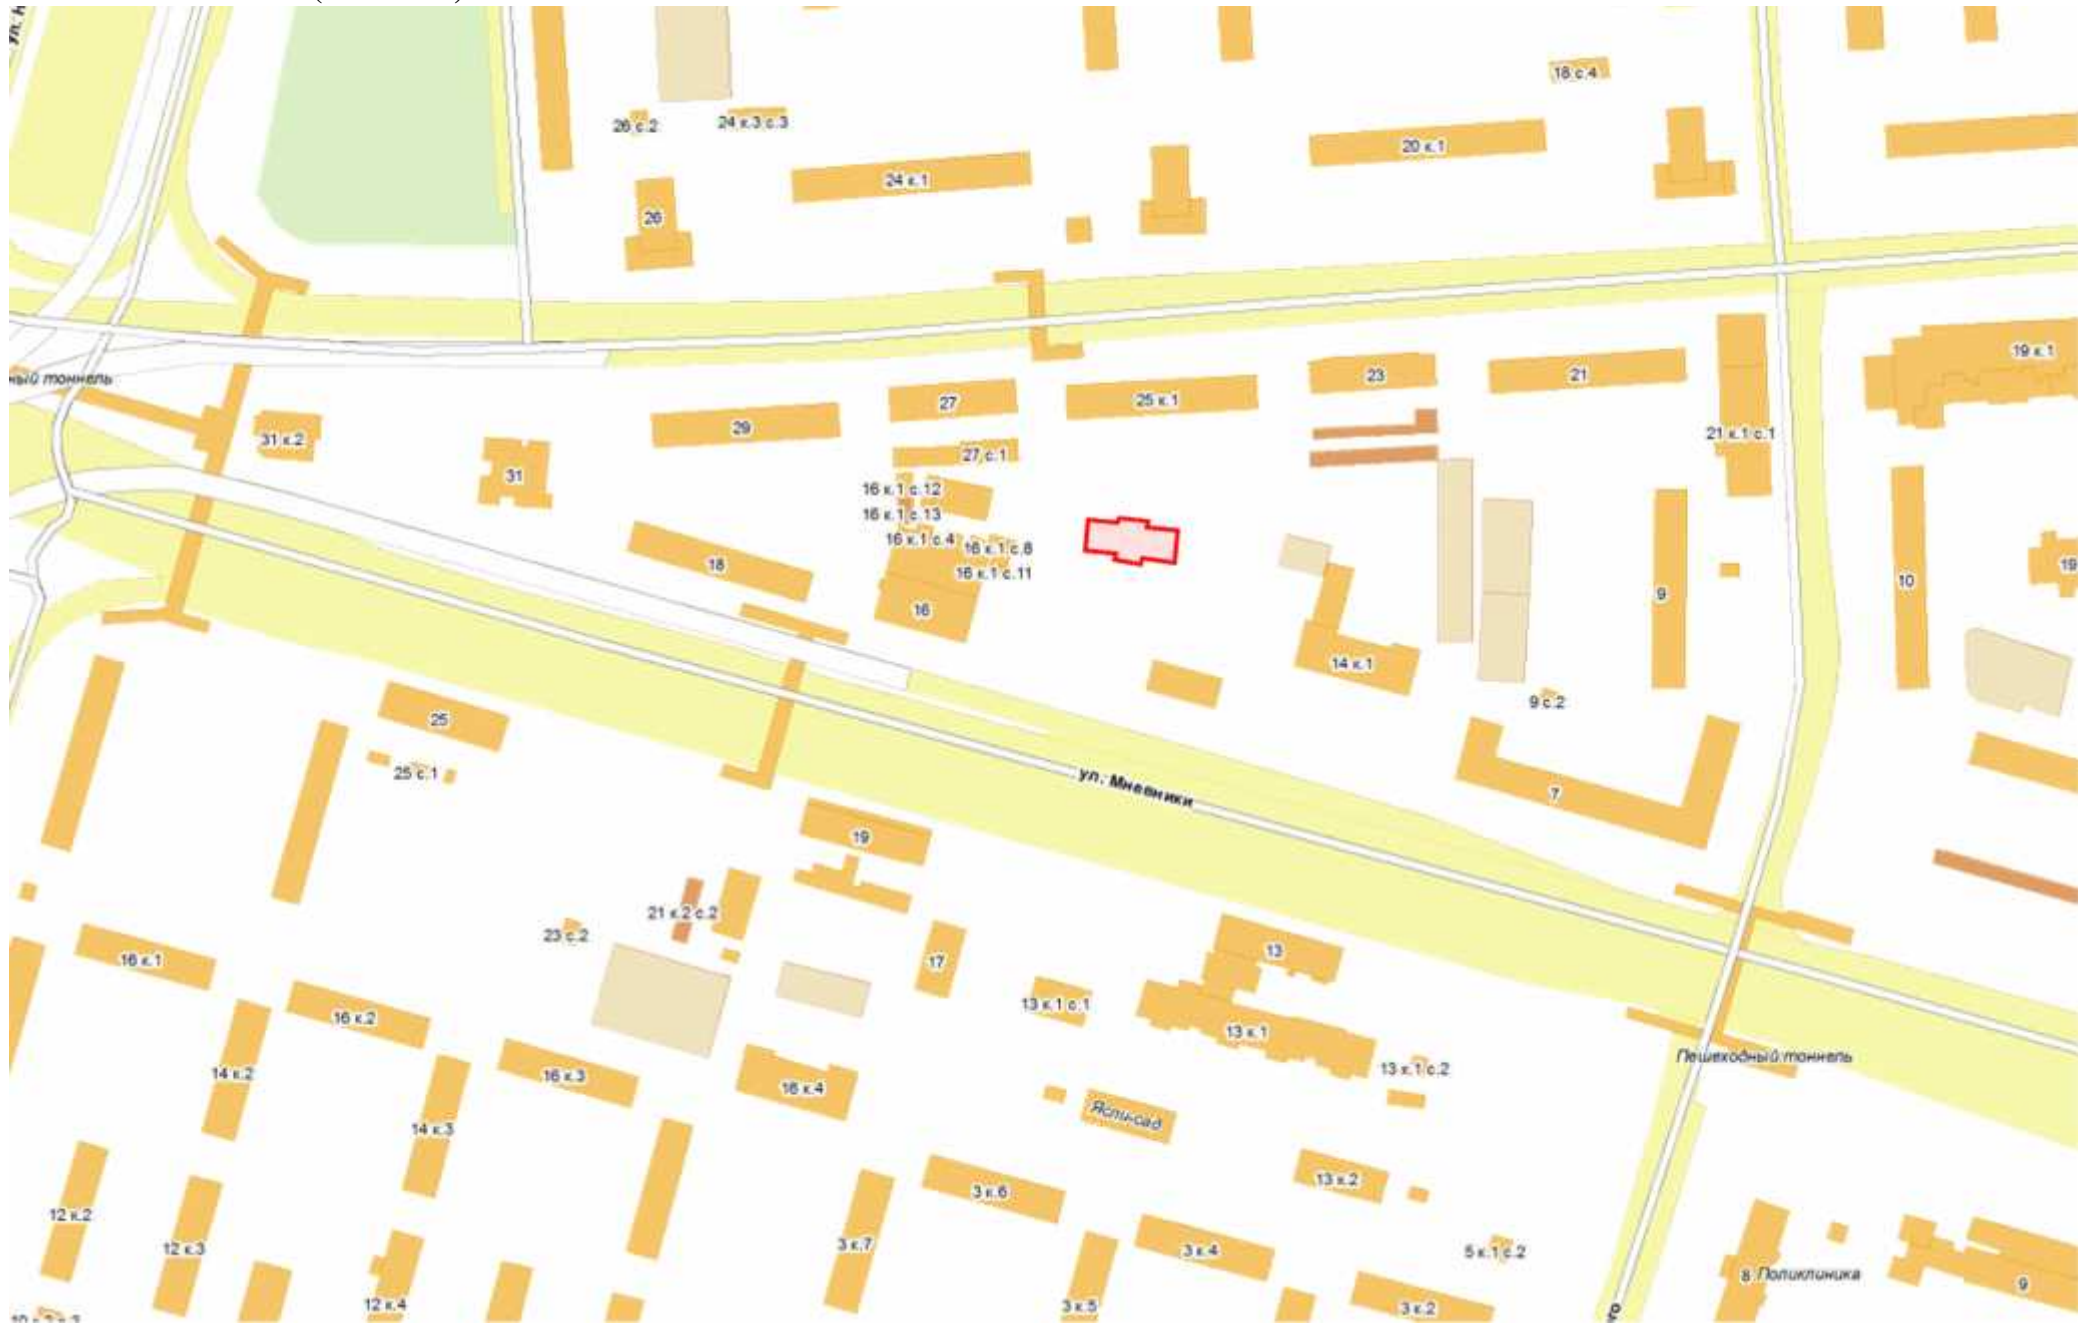 18 с.4
26 с.2
24 к.3 с.3
20 к.1
24 к.1
26
19 к.1
23
21
25 к.1
27
29
21 к.1 с.1
31 к.2
27 с.1
31
16 к.1 с.12
16 к.1 с.13
16 к.1 с.4
16 к.1 с.8
16 к.1 с.11
18
19
10
9
16
14 к.1
9 с.2
25
25 с.1
ул. Мневники
7
19
21 к.2 с.2
23 с.2
17
13
16 к.1
13 к.1 с.1
16 к.2
13 к.1
Пешеходный тоннель
14 к.2
16 к.3
16 к.4
13 к.1 с.2
Ясли-сад
14 к.3
13 к.2
3 к.6
12 к.2
12 к.3
3 к.7
3 к.4
5 к.1 с.2
8 Поликлиника
9
12 к.4
3 к.5
3 к.2